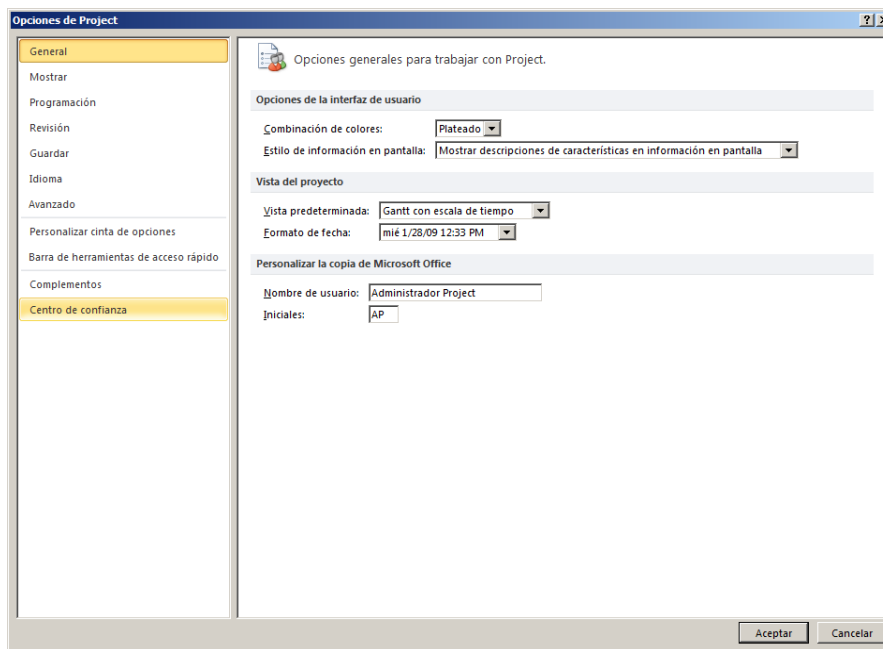 Opciones de Project
General
Mostrar
Programación
Revisión
Guardar
Idioma
Avanzado
Personalizar cinta de opciones
Barra de herramientas de acceso rápido
Complementos
Centro de confianza
Opciones generales para trabajar con Project.
Opciones de la interfaz de usuario
Combinación de colores: Plateado
Estilo de información en pantalla: Mostrar descripciones de características en información en pantalla
Vista del proyecto
Vista predeterminada: Gantt con escala de tiempo
Formato de fecha: mié 1/28/09 12:33 PM
Personalizar la copia de Microsoft Office
Nombre de usuario: Administrador Project
Iniciales: AP
Aceptar Cancelar